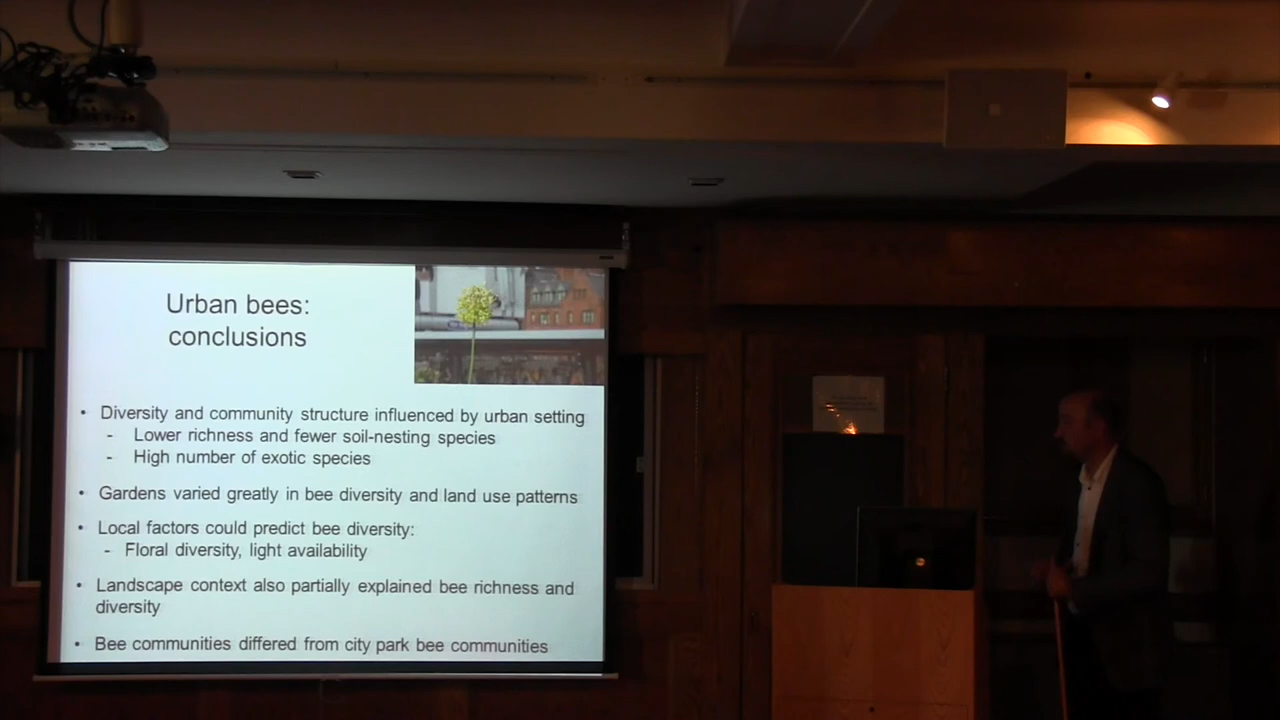 Urban bees:
conclusions
• Diversity and community structure influenced by urban setting
- Lower richness and fewer soil-nesting species
- High number of exotic species
• Gardens varied greatly in bee diversity and land use patterns
• Local factors could predict bee diversity:
- Floral diversity, light availability
• Landscape context also partially explained bee richness and
diversity
• Bee communities differed from city park bee communities